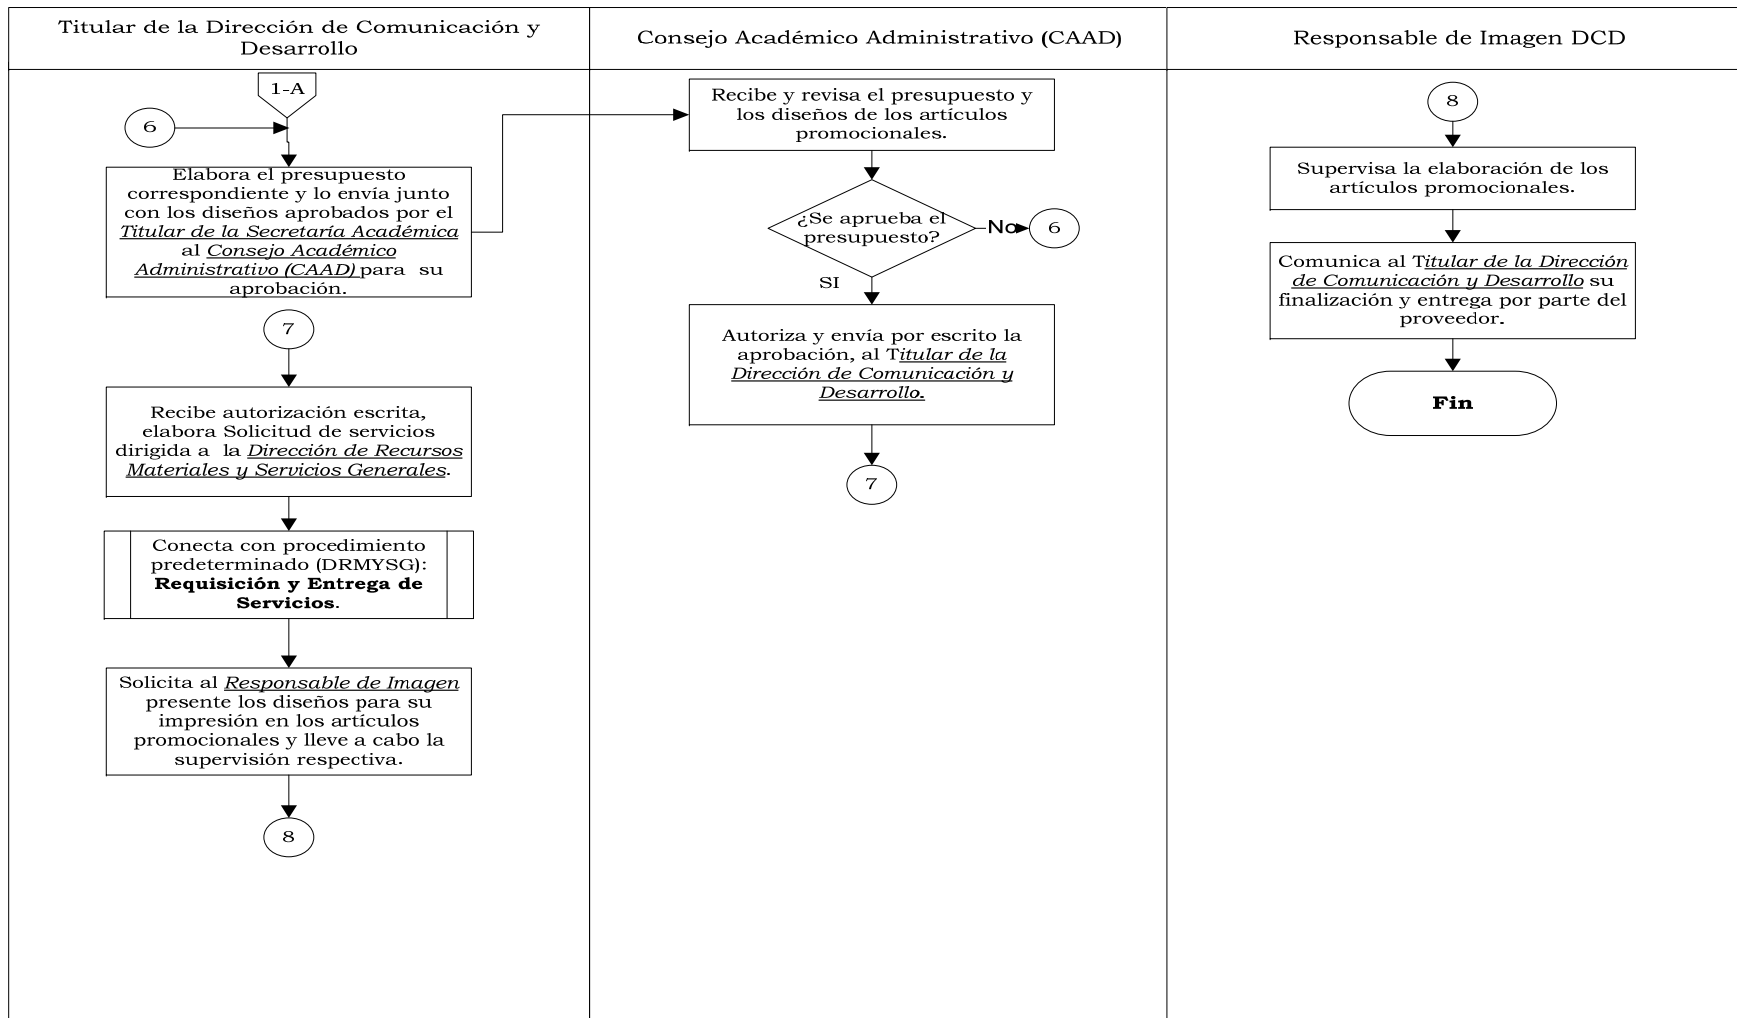 Titular de la Dirección de Comunicación y
Desarrollo
Consejo Académico Administrativo (CAAD)
Responsable de Imagen DCD
1-A
6
Elabora el presupuesto
correspondiente y lo envía junto
con los diseños aprobados por el
Titular de la Secretaría Académica
al Consejo Académico
Administrativo (CAAD) para su
aprobación.
7
Recibe autorización escrita,
elabora Solicitud de servicios
dirigida a la Dirección de Recursos
Materiales y Servicios Generales.
Conecta con procedimiento
predeterminado (DRMYSG):
Requisición y Entrega de
Servicios.
Solicita al Responsable de Imagen
presente los diseños para su
impresión en los artículos
promocionales y lleve a cabo la
supervisión respectiva.
8
Recibe y revisa el presupuesto y
los diseños de los artículos
promocionales.
¿Se aprueba el
presupuesto?
No
6
SI
Autoriza y envía por escrito la
aprobación, al Titular de la
Dirección de Comunicación y
Desarrollo.
7
8
Supervisa la elaboración de los
artículos promocionales.
Comunica al Titular de la Dirección
de Comunicación y Desarrollo su
finalización y entrega por parte del
proveedor.
Fin